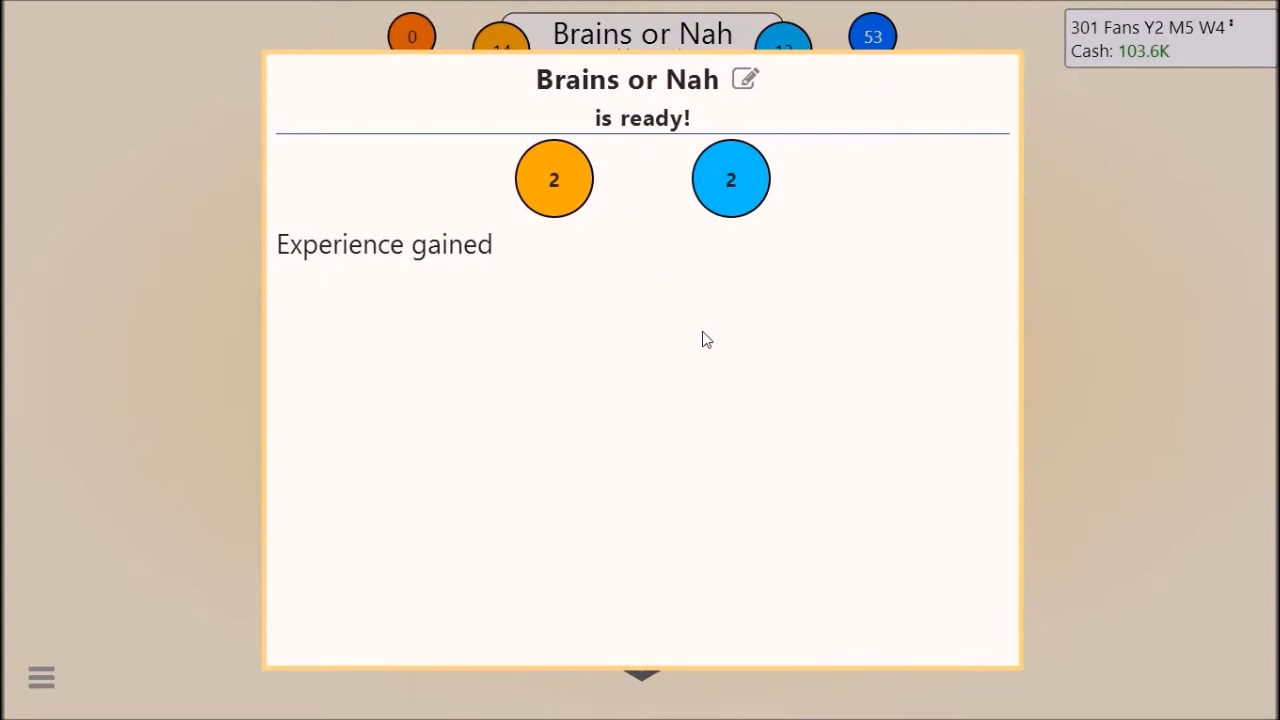 0
Brains or Nah
53
301 Fans Y2 M5 W4
Cash: 103.6K
Brains or Nah
is ready!
2
2
Experience gained